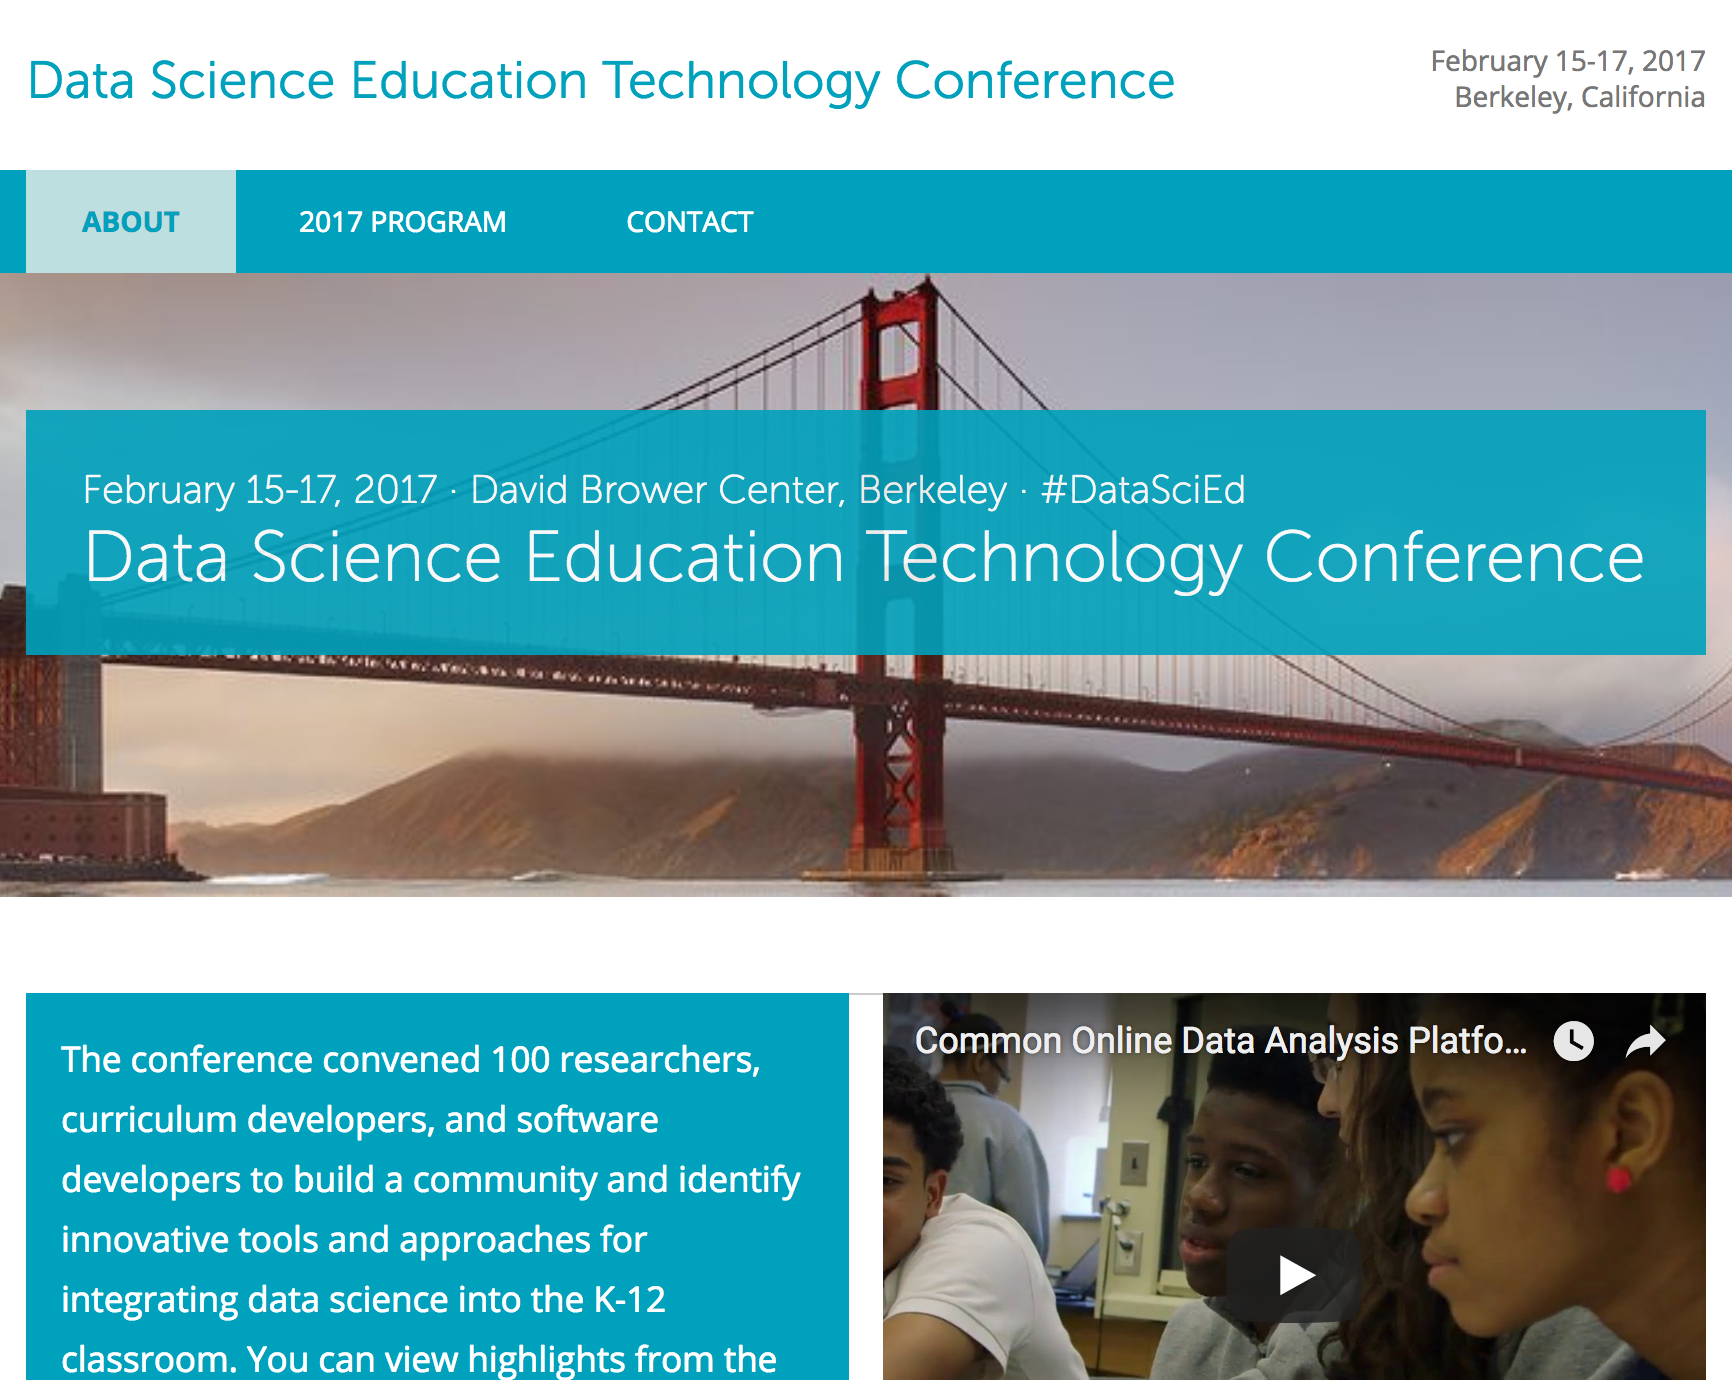 Data Science Education Technology Conference
February 15-17, 2017
Berkeley, California
ABOUT
2017 PROGRAM
CONTACT
February 15-17, 2017 · David Brower Center, Berkeley · #DataSciEd
Data Science Education Technology Conference
The conference convened 100 researchers,
curriculum developers, and software
developers to build a community and identify
innovative tools and approaches for
integrating data science into the K-12
classroom. You can view highlights from the
Common Online Data Analysis Platfo...